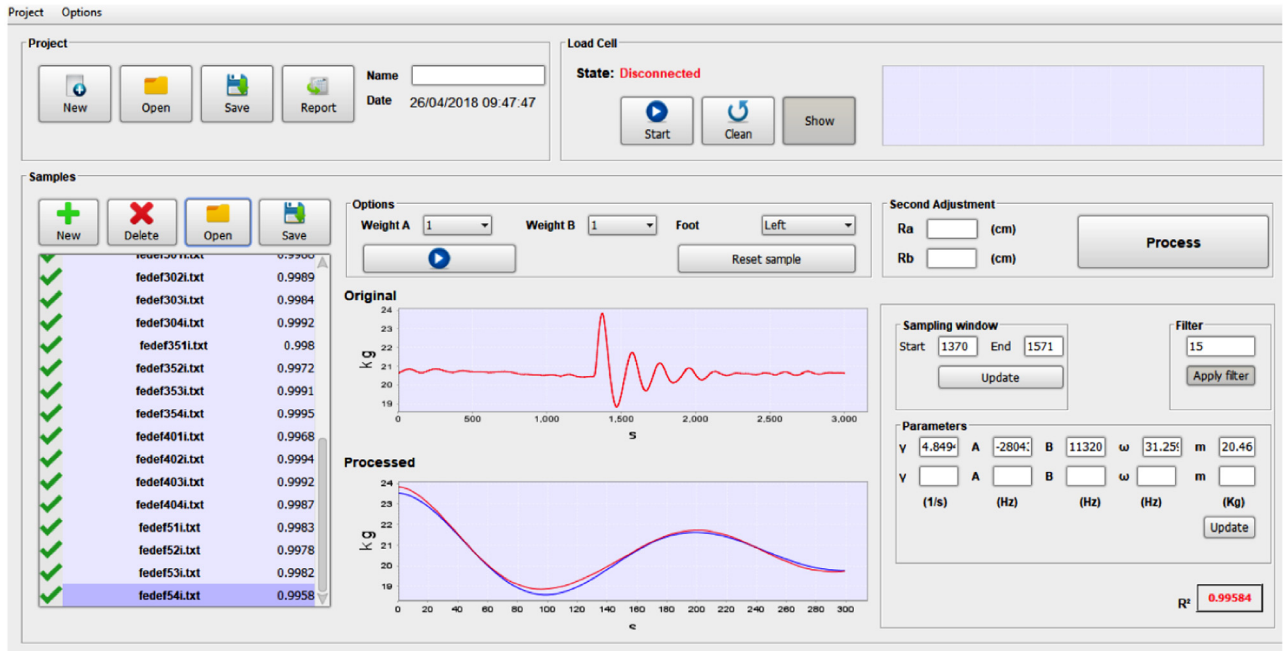 Project Options
Project
New Open Save Report
Name
Date 26/04/2018 09:47:47
Load Cell
State: Disconnected
Start Clean Show
Samples
New Delete Open Save
fedef302i.txt 0.9989
fedef303i.txt 0.9984
fedef304i.txt 0.9992
fedef351i.txt 0.998
fedef352i.txt 0.9972
fedef353i.txt 0.9991
fedef354i.txt 0.9995
fedef401i.txt 0.9968
fedef402i.txt 0.9994
fedef403i.txt 0.9992
fedef404i.txt 0.9987
fedef51i.txt 0.9983
fedef52i.txt 0.9978
fedef53i.txt 0.9982
fedef54i.txt 0.9958
Options
Weight A 1 Weight B 1 Foot Left
Reset sample
Second Adjustment
Ra (cm)
Rb (cm)
Process
Original
24
23
22
21
20
19
kg
0 500 1,000 1,500 2,000 2,500 3,000
s
Processed
24
23
22
21
20
19
kg
0 20 40 60 80 100 120 140 160 180 200 220 240 260 280 300
s
Sampling window
Start 1370 End 1571
Update
Filter
15
Apply filter
Parameters
γ 4.849 A -2804 B 11320 ω 31.25 m 20.46
γ A B ω m
(1/s) (Hz) (Hz) (Hz) (Kg)
Update
R² 0.99584